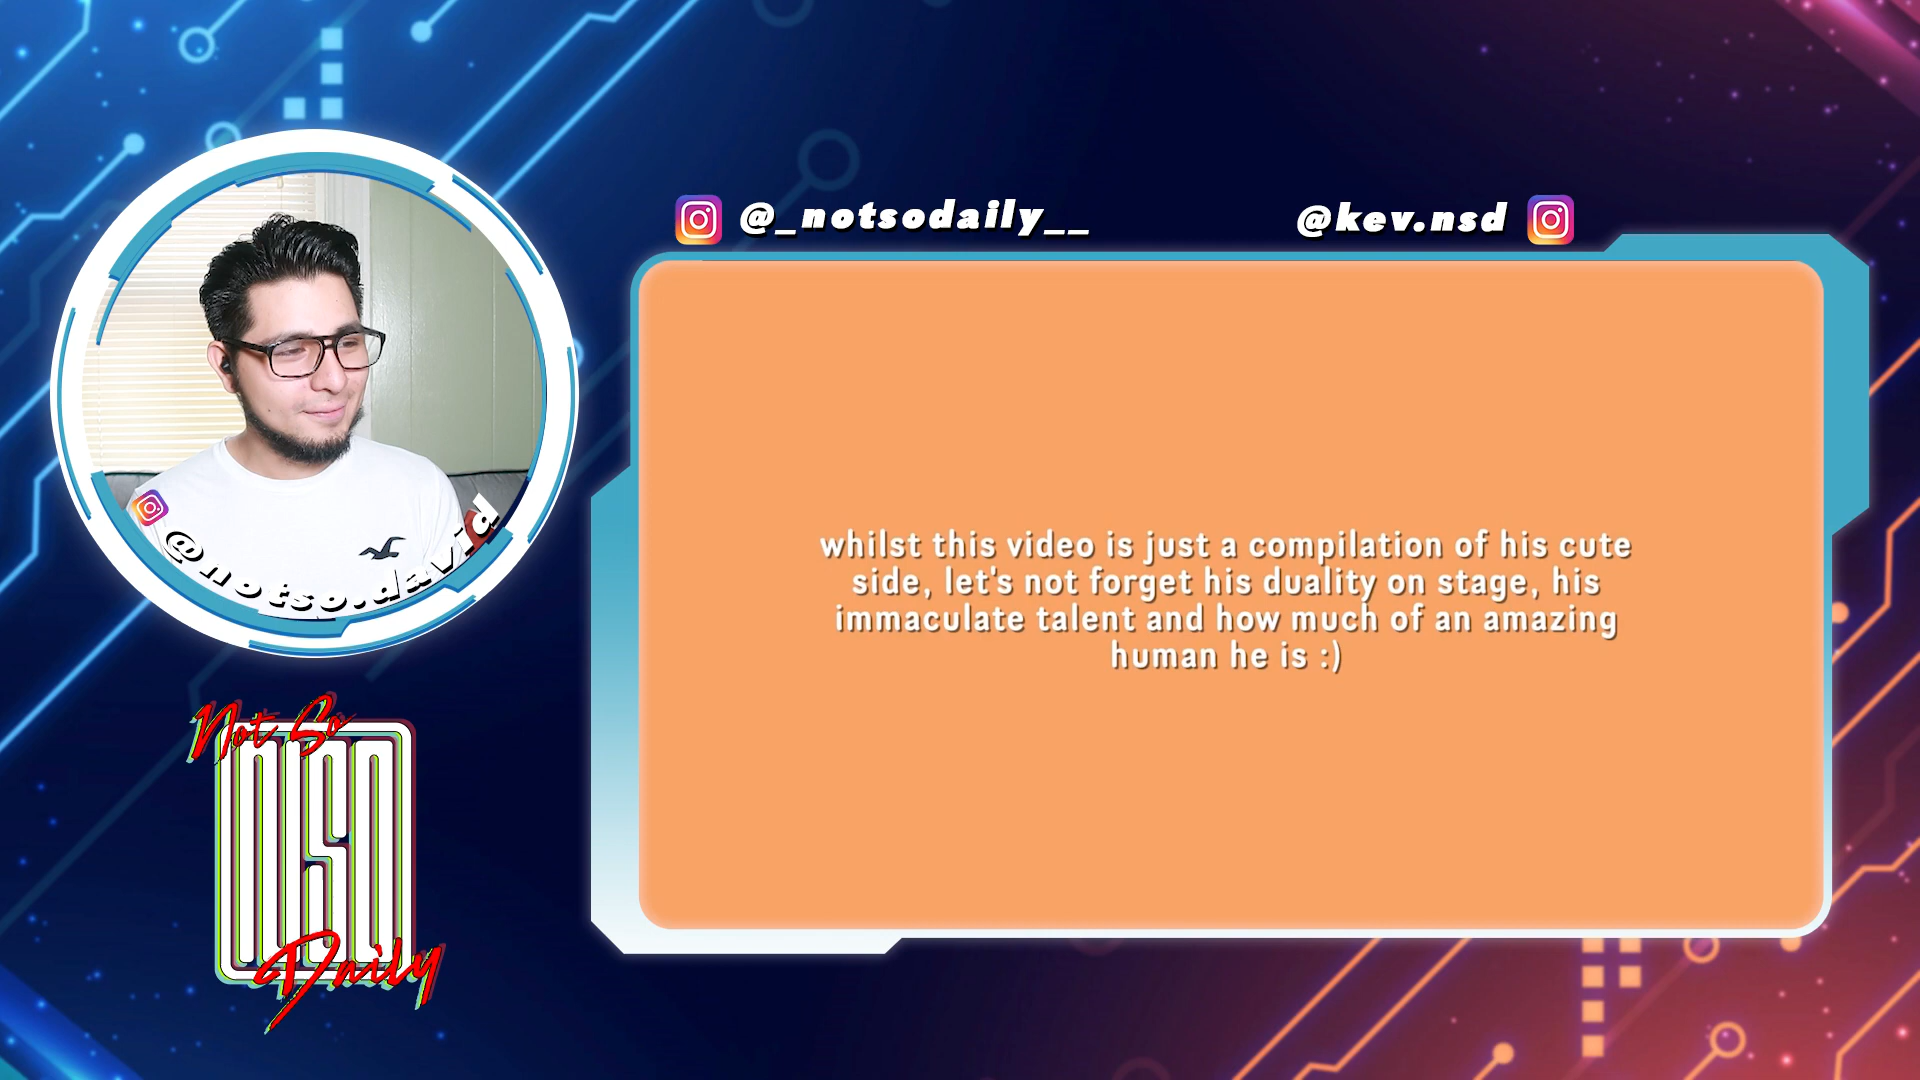 @_notsodaily__
@kev.nsd
@notso.david
whilst this video is just a compilation of his cute
side, let's not forget his duality on stage, his
immaculate talent and how much of an amazing
human he is :)
Not So
NSD
Daily